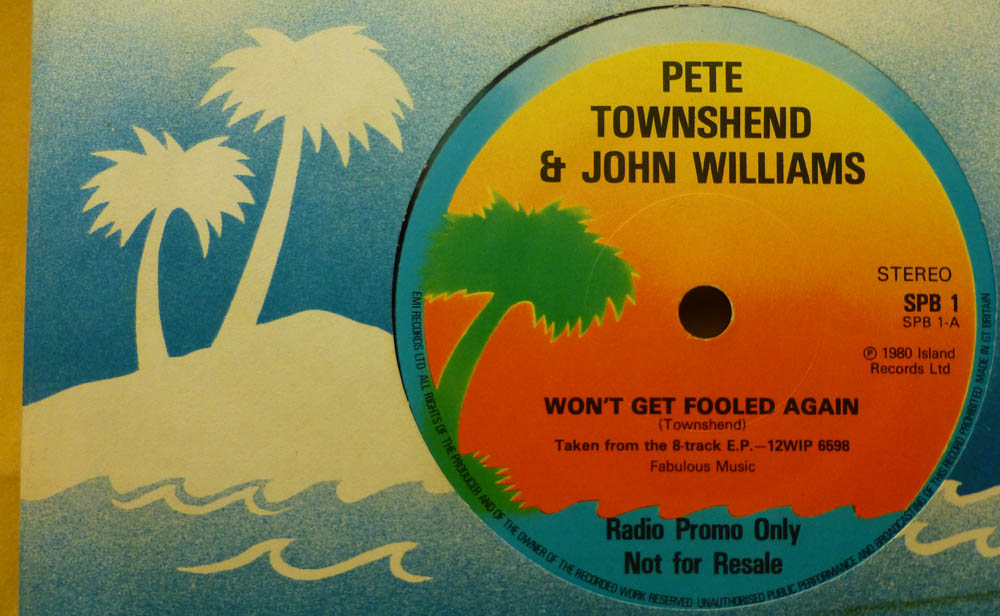 PETE
TOWNSHEND
& JOHN WILLIAMS
STEREO
SPB 1
SPB 1-A
℗ 1980 Island
Records Ltd
WON'T GET FOOLED AGAIN
(Townshend)
Taken from the 8-track E.P.—12WIP 6598
Fabulous Music
Radio Promo Only
Not for Resale
EMI RECORDS LTD ALL RIGHTS OF THE PRODUCER AND OF THE OWNER OF THE RECORDED WORK RESERVED UNAUTHORISED PUBLIC PERFORMANCE AND BROADCASTING OF THIS RECORD PROHIBITED MADE IN GT BRITAIN